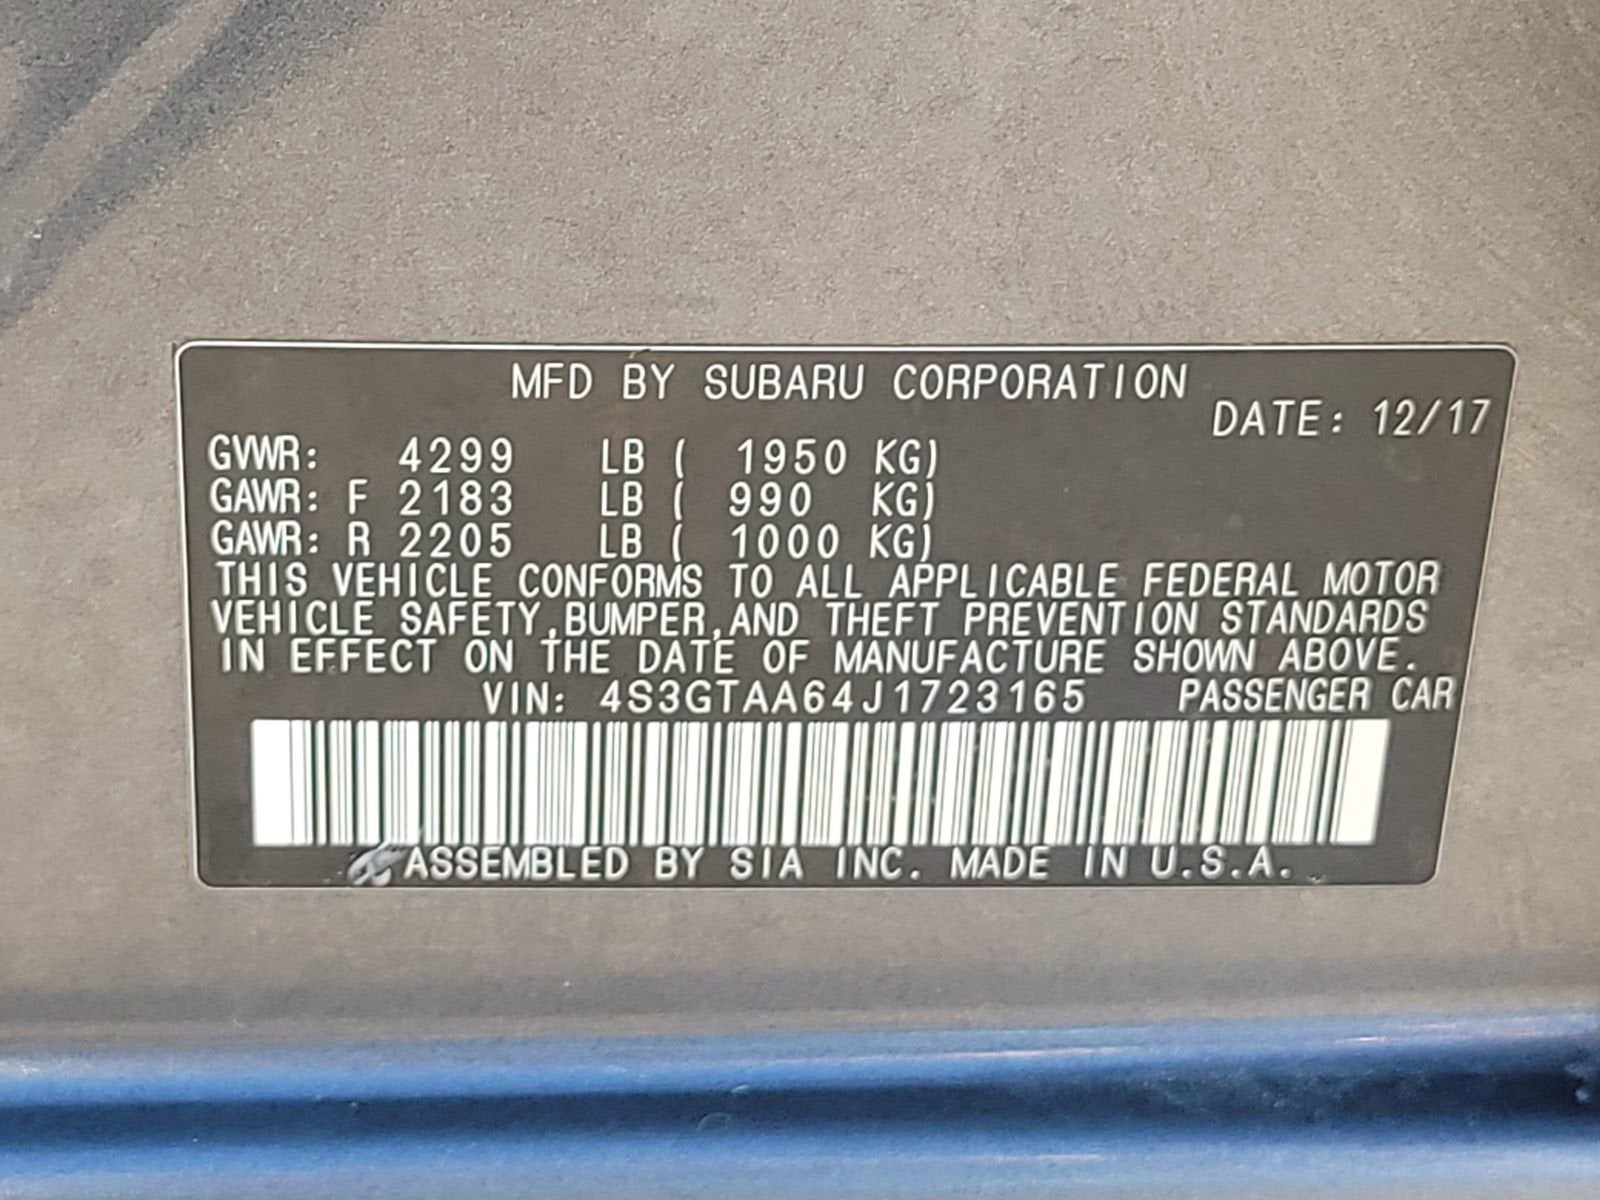 MFD BY SUBARU CORPORATION
DATE: 12/17
GVWR: 4299 LB ( 1950 KG)
GAWR: F 2183 LB ( 990 KG)
GAWR: R 2205 LB ( 1000 KG)
THIS VEHICLE CONFORMS TO ALL APPLICABLE FEDERAL MOTOR
VEHICLE SAFETY,BUMPER,AND THEFT PREVENTION STANDARDS
IN EFFECT ON THE DATE OF MANUFACTURE SHOWN ABOVE.
VIN: 4S3GTAA64J1723165 PASSENGER CAR
ASSEMBLED BY SIA INC. MADE IN U.S.A.